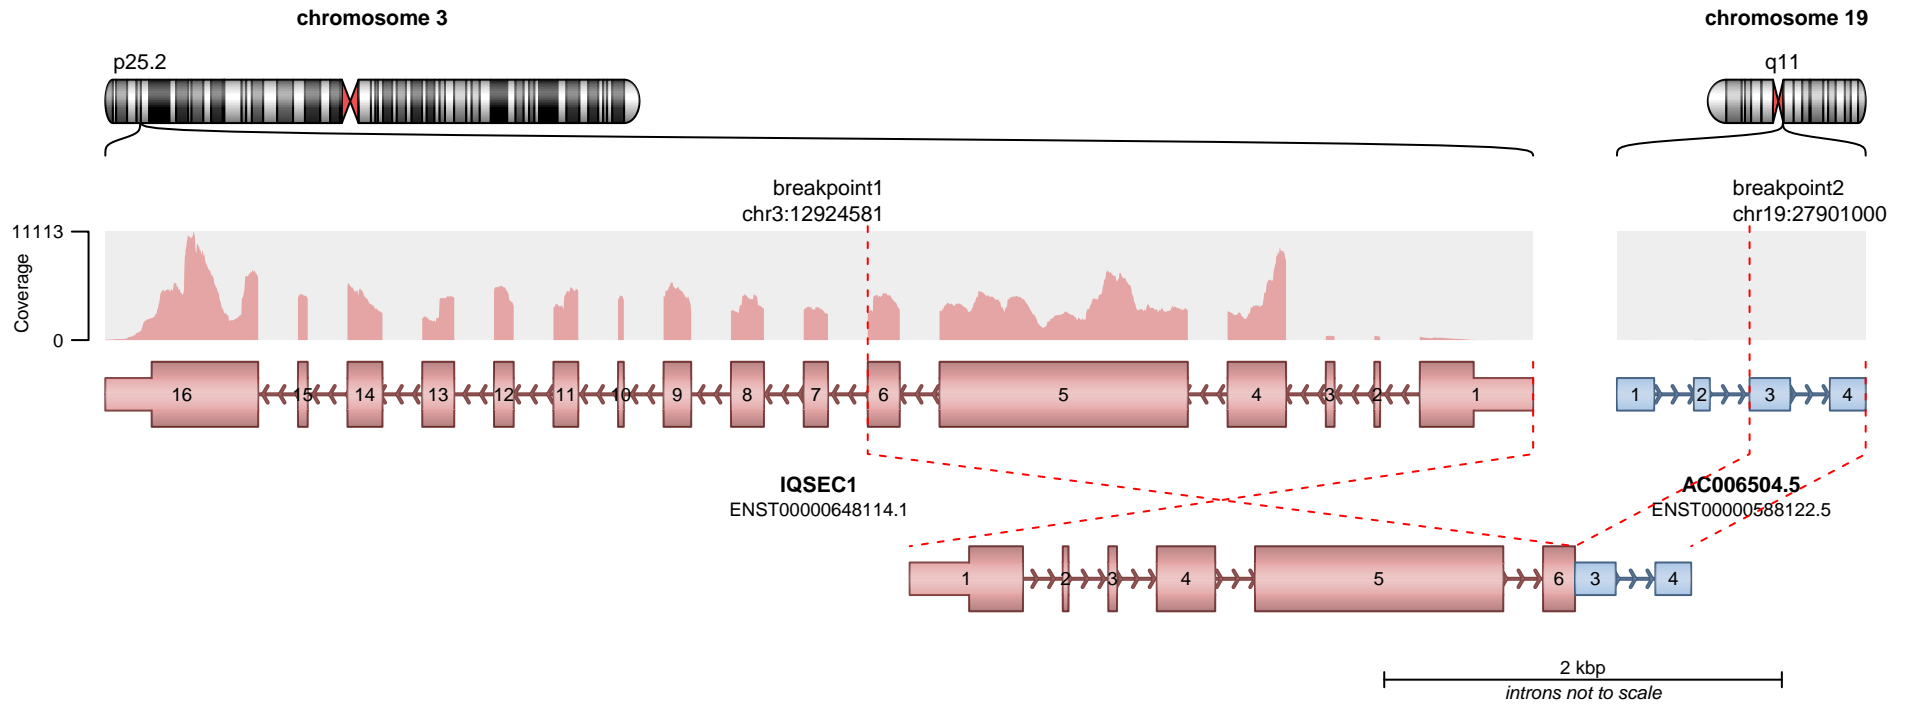 chromosome 3
chromosome 19
p25.2
q11
breakpoint1
chr3:12924581
breakpoint2
chr19:27901000
11113
Coverage
0
16 15 14 13 12 11 10 9 8 7 6 5 4 3 2 1
1 2 3 4
IQSEC1
ENST00000648114.1
AC006504.5
ENST00000588122.5
1 2 3 4 5 6 3 4
2 kbp
introns not to scale